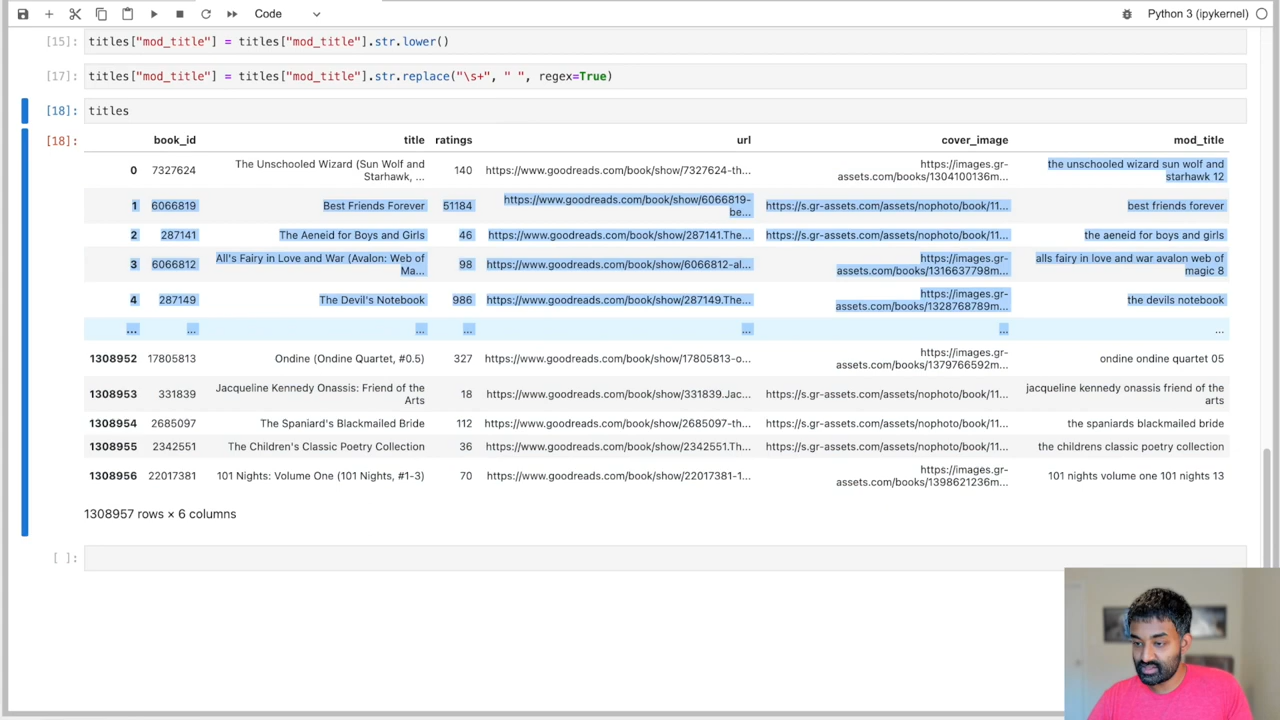 Code
Python 3 (ipykernel)
[15]: titles["mod_title"] = titles["mod_title"].str.lower()
[17]: titles["mod_title"] = titles["mod_title"].str.replace("\s+", " ", regex=True)
[18]: titles
[18]: book_id title ratings url cover_image mod_title
0 7327624 The Unschooled Wizard (Sun Wolf and Starhawk, ... 140 https://www.goodreads.com/book/show/7327624-th... https://images.gr-assets.com/books/1304100136m... the unschooled wizard sun wolf and starhawk 12
1 6066819 Best Friends Forever 51184 https://www.goodreads.com/book/show/6066819-be... https://s.gr-assets.com/assets/nophoto/book/11... best friends forever
2 287141 The Aeneid for Boys and Girls 46 https://www.goodreads.com/book/show/287141.The... https://s.gr-assets.com/assets/nophoto/book/11... the aeneid for boys and girls
3 6066812 All's Fairy in Love and War (Avalon: Web of Ma... 98 https://www.goodreads.com/book/show/6066812-al... https://images.gr-assets.com/books/1316637798m... alls fairy in love and war avalon web of magic 8
4 287149 The Devil's Notebook 986 https://www.goodreads.com/book/show/287149.The... https://images.gr-assets.com/books/1328768789m... the devils notebook
... ... ... ... ... ... ...
1308952 17805813 Ondine (Ondine Quartet, #0.5) 327 https://www.goodreads.com/book/show/17805813-o... https://images.gr-assets.com/books/1379766592m... ondine ondine quartet 05
1308953 331839 Jacqueline Kennedy Onassis: Friend of the Arts 18 https://www.goodreads.com/book/show/331839.Jac... https://s.gr-assets.com/assets/nophoto/book/11... jacqueline kennedy onassis friend of the arts
1308954 2685097 The Spaniard's Blackmailed Bride 112 https://www.goodreads.com/book/show/2685097-th... https://s.gr-assets.com/assets/nophoto/book/11... the spaniards blackmailed bride
1308955 2342551 The Children's Classic Poetry Collection 36 https://www.goodreads.com/book/show/2342551.Th... https://s.gr-assets.com/assets/nophoto/book/11... the childrens classic poetry collection
1308956 22017381 101 Nights: Volume One (101 Nights, #1-3) 70 https://www.goodreads.com/book/show/22017381-1... https://images.gr-assets.com/books/1398621236m... 101 nights volume one 101 nights 13
1308957 rows × 6 columns
[ ]: